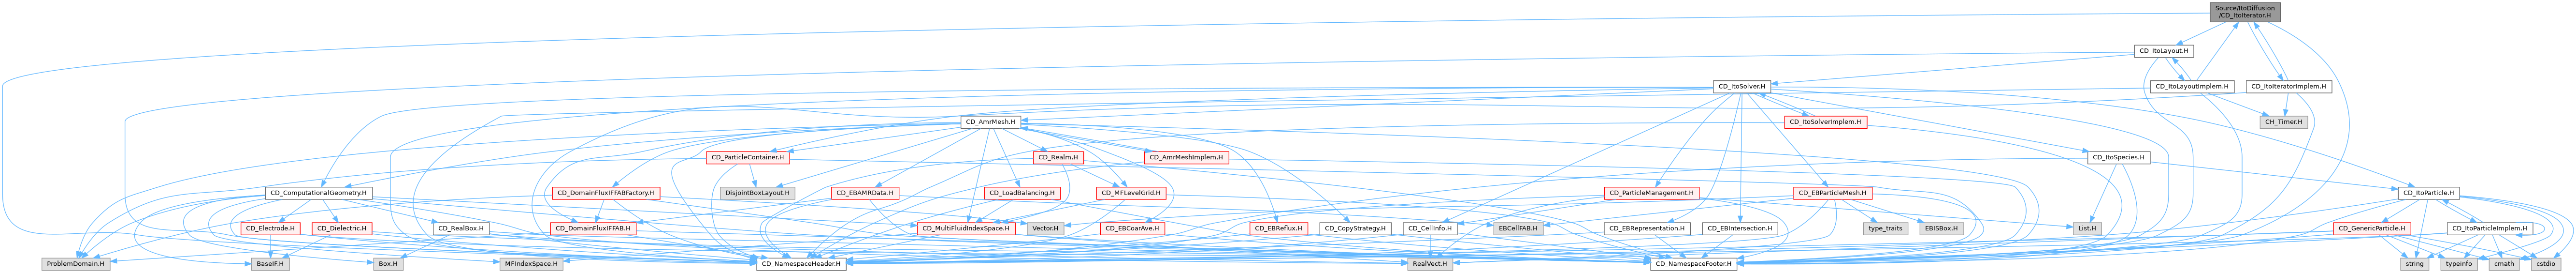 Source/ItoDiffusion
/CD_ItoIterator.H
CD_ItoLayout.H
CD_ItoSolver.H
CD_ItoLayoutImplem.H
CD_ItoIteratorImplem.H
CD_AmrMesh.H
CD_ItoSolverImplem.H
CH_Timer.H
CD_ParticleContainer.H
CD_Realm.H
CD_AmrMeshImplem.H
CD_ItoSpecies.H
CD_ComputationalGeometry.H
CD_DomainFluxIFFABFactory.H
DisjointBoxLayout.H
CD_EBAMRData.H
CD_LoadBalancing.H
CD_MFLevelGrid.H
CD_ParticleManagement.H
CD_EBParticleMesh.H
CD_ItoParticle.H
CD_Electrode.H
CD_Dielectric.H
CD_RealBox.H
CD_DomainFluxIFFAB.H
Vector.H
CD_MultiFluidIndexSpace.H
CD_EBCoarAve.H
CD_EBReflux.H
CD_CopyStrategy.H
CD_CellInfo.H
EBCellFAB.H
CD_EBRepresentation.H
CD_EBIntersection.H
type_traits
EBISBox.H
List.H
CD_GenericParticle.H
CD_ItoParticleImplem.H
ProblemDomain.H
BaseIF.H
Box.H
MFIndexSpace.H
CD_NamespaceHeader.H
RealVect.H
CD_NamespaceFooter.H
string
typeinfo
cmath
cstdio